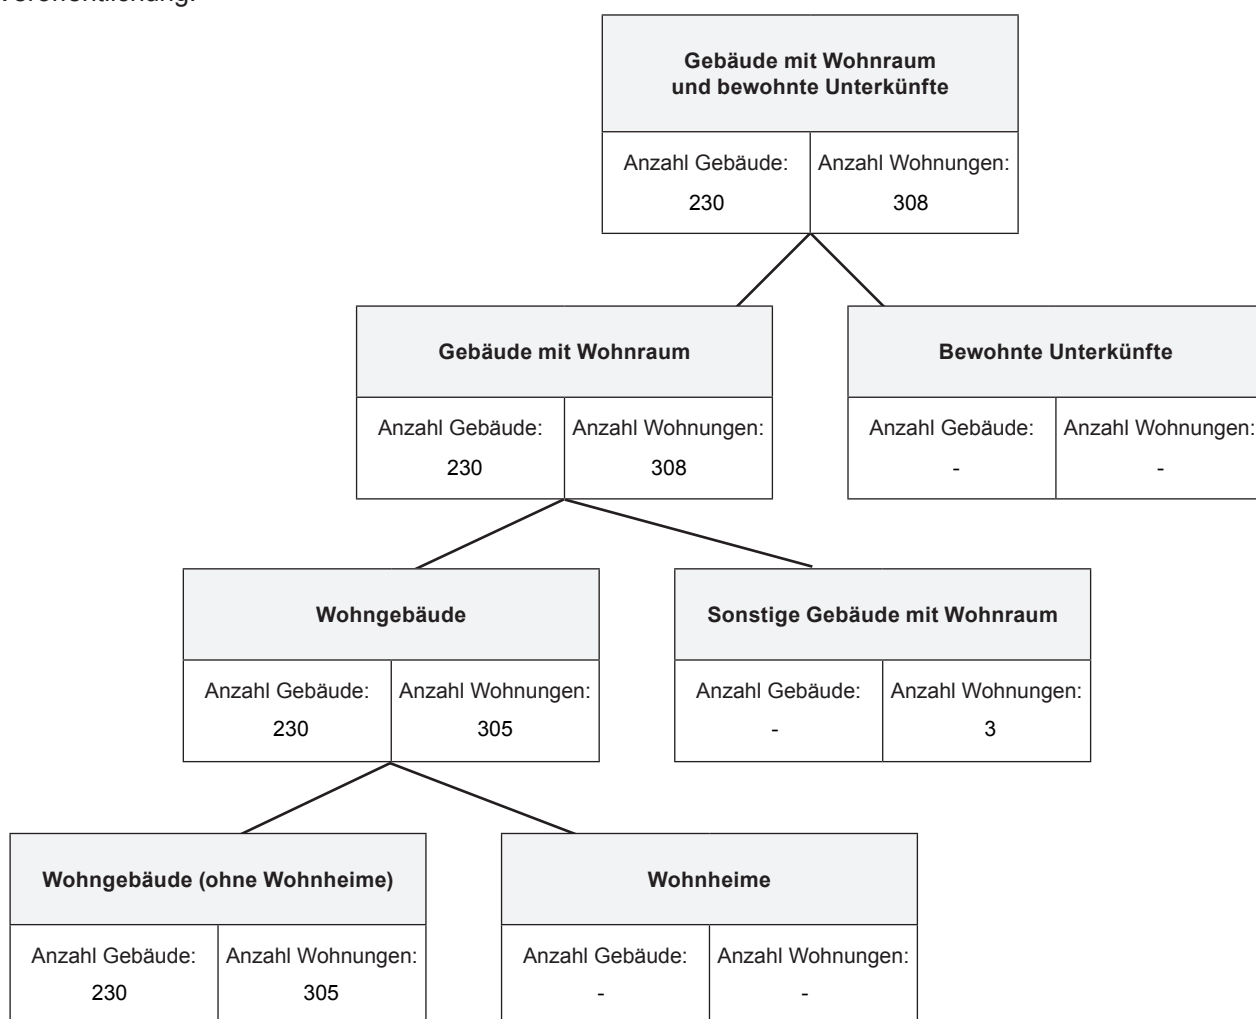 Veröffentlichung.
Gebäude mit Wohnraum
und bewohnte Unterkünfte
Anzahl Gebäude: Anzahl Wohnungen:
230 308
Gebäude mit Wohnraum Bewohnte Unterkünfte
Anzahl Gebäude: Anzahl Wohnungen: Anzahl Gebäude: Anzahl Wohnungen:
230 308 - -
Wohngebäude Sonstige Gebäude mit Wohnraum
Anzahl Gebäude: Anzahl Wohnungen: Anzahl Gebäude: Anzahl Wohnungen:
230 305 - 3
Wohngebäude (ohne Wohnheime) Wohnheime
Anzahl Gebäude: Anzahl Wohnungen: Anzahl Gebäude: Anzahl Wohnungen:
230 305 - -